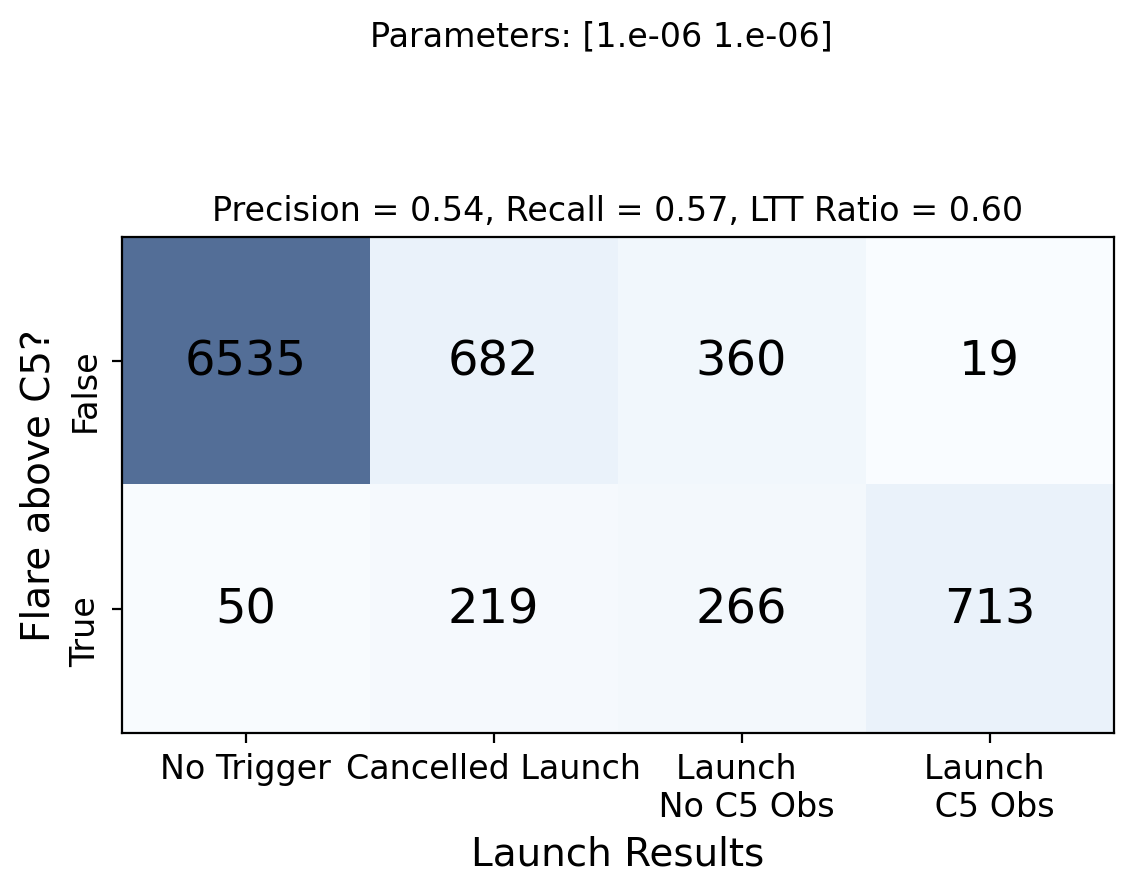 Parameters: [1.e-06 1.e-06]
Precision = 0.54, Recall = 0.57, LTT Ratio = 0.60
Flare above C5?
False
6535 682 360 19
True
50 219 266 713
No Trigger Cancelled Launch Launch Launch
No C5 Obs C5 Obs
Launch Results